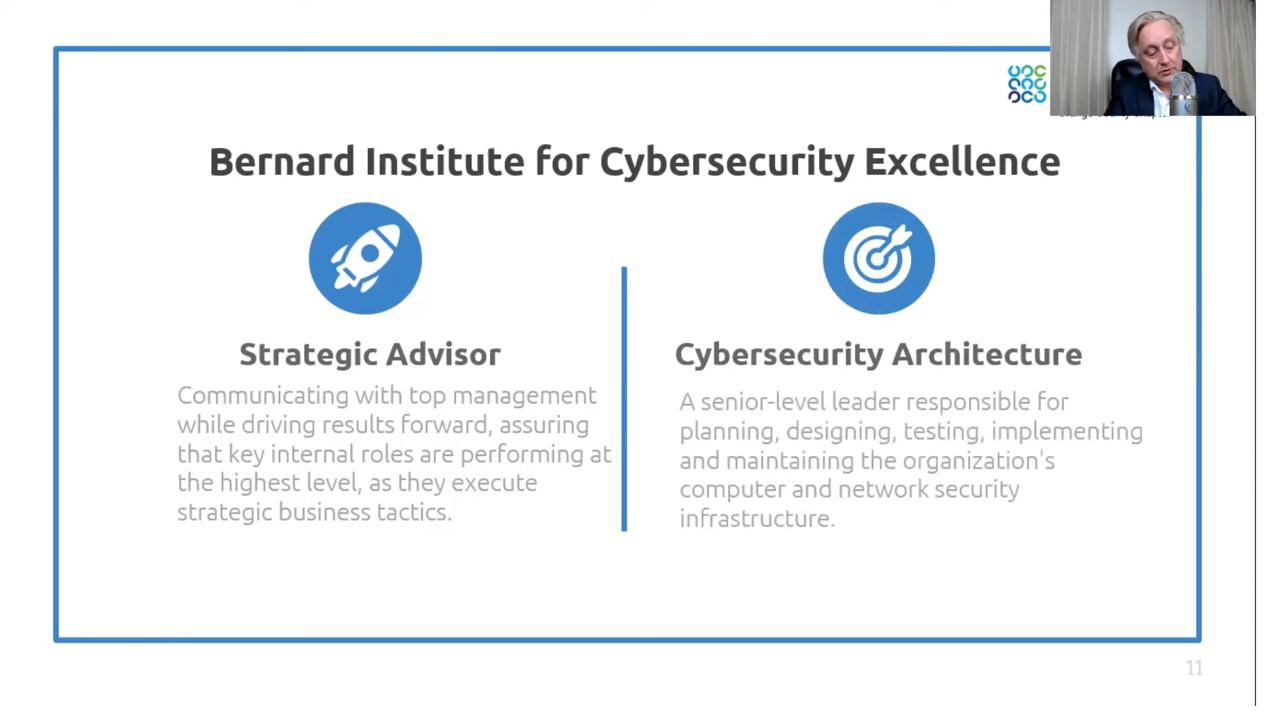 Bernard Institute for Cybersecurity Excellence
Strategic Advisor
Communicating with top management
while driving results forward, assuring
that key internal roles are performing at
the highest level, as they execute
strategic business tactics.
Cybersecurity Architecture
A senior-level leader responsible for
planning, designing, testing, implementing
and maintaining the organization's
computer and network security
infrastructure.
11